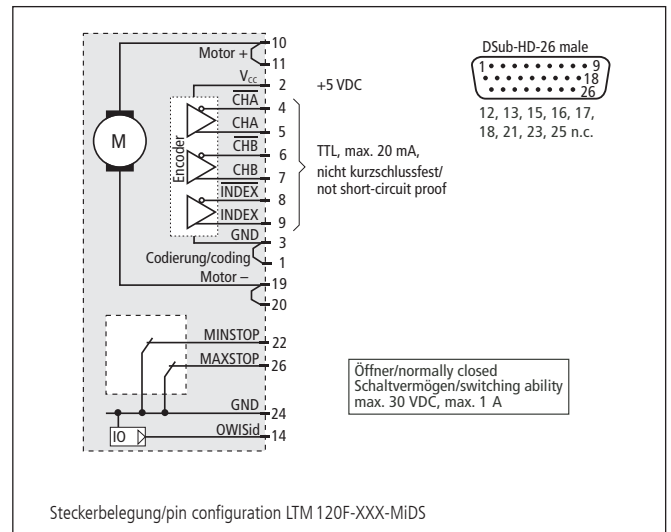 10
Motor +
11
DSub-HD-26 male
1 9
18
26
12, 13, 15, 16, 17,
18, 21, 23, 25 n.c.
VCC 2 +5 VDC
CHA 4
CHA 5
CHB 6
CHB 7
INDEX 8
INDEX 9
GND 3
Encoder
M
TTL, max. 20 mA,
nicht kurzschlussfest/
not short-circuit proof
Codierung/coding 1
Motor – 19
20
MINSTOP 22
MAXSTOP 26
GND 24
IO OWISid 14
Öffner/normally closed
Schaltvermögen/switching ability
max. 30 VDC, max. 1 A
Steckerbelegung/pin configuration LTM 120F-XXX-MiDS